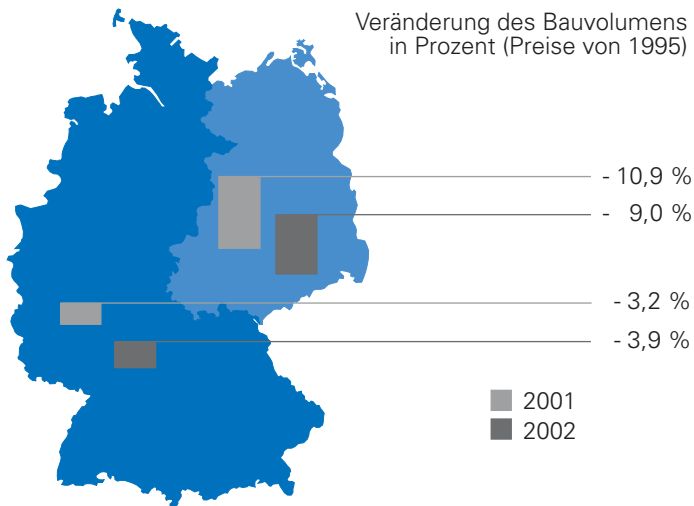 Veränderung des Bauvolumens
in Prozent (Preise von 1995)
- 10,9 %
- 9,0 %
- 3,2 %
- 3,9 %
2001
2002